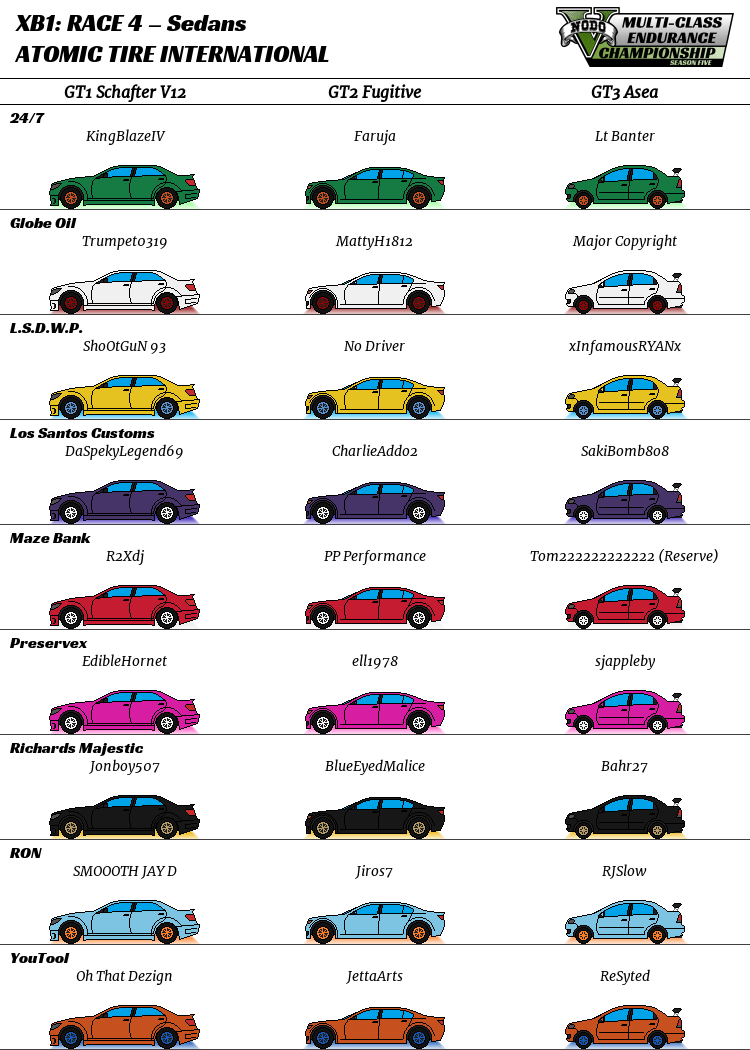 XB1: RACE 4 – Sedans
ATOMIC TIRE INTERNATIONAL
NODO
V
MULTI-CLASS
ENDURANCE
CHAMPIONSHIP
SEASON FIVE
GT1 Schafter V12 GT2 Fugitive GT3 Asea
24/7
KingBlazeIV Faruja Lt Banter
Globe Oil
Trumpet0319 MattyH1812 Major Copyright
L.S.D.W.P.
ShoOtGuN 93 No Driver xInfamousRYANx
Los Santos Customs
DaSpekyLegend69 CharlieAddo2 SakiBomb808
Maze Bank
R2Xdj PP Performance Tom222222222222 (Reserve)
Preservex
EdibleHornet ell1978 sjappleby
Richards Majestic
Jonboy507 BlueEyedMalice Bahr27
RON
SMOOOTH JAY D Jiros7 RJSlow
YouTool
Oh That Dezign JettaArts ReSyted